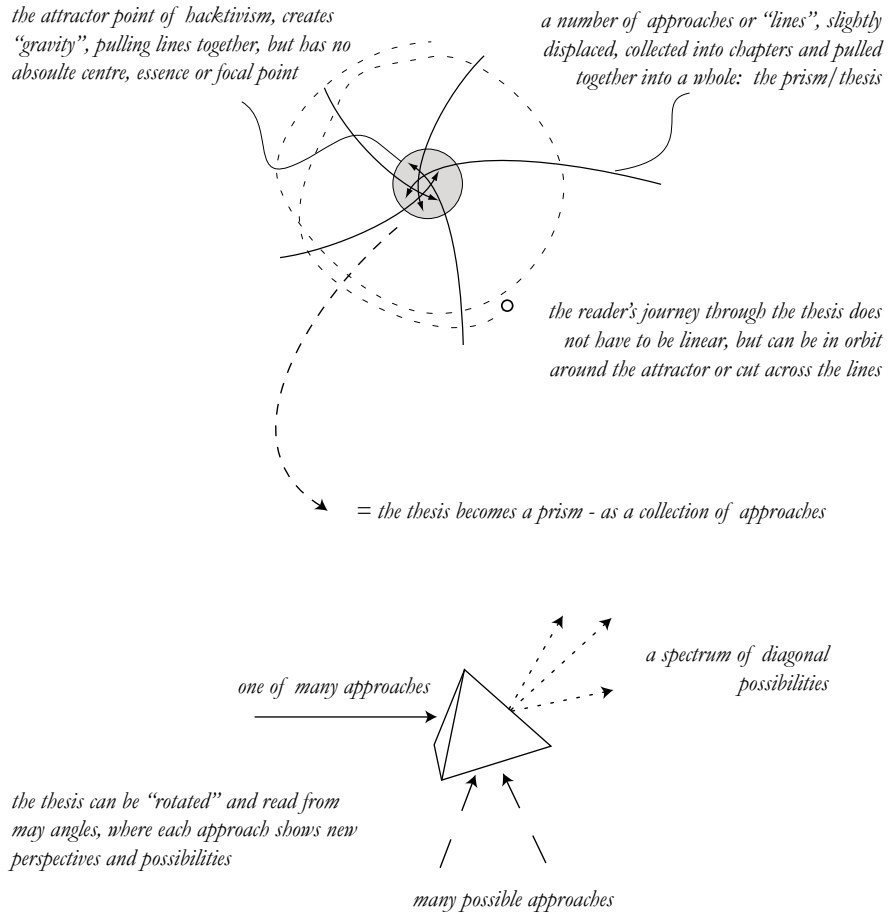 the attractor point of hacktivism, creates
“gravity”, pulling lines together, but has no
absoulte centre, essence or focal point
a number of approaches or “lines”, slightly
displaced, collected into chapters and pulled
together into a whole: the prism/thesis
the reader’s journey through the thesis does
not have to be linear, but can be in orbit
around the attractor or cut across the lines
= the thesis becomes a prism - as a collection of approaches
a spectrum of diagonal
possibilities
one of many approaches
the thesis can be “rotated” and read from
may angles, where each approach shows new
perspectives and possibilities
many possible approaches